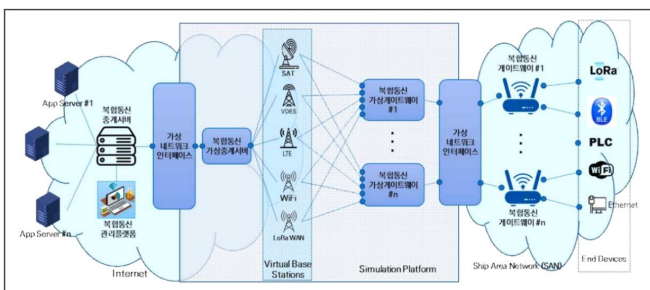 App Server #1
App Server #n
복합통신
중계서버
복합통신
관리플랫폼
Internet
가상
네트워크
인터페이스
복합통신
가상중계서버
SAT
VDES
LTE
WiFi
LoRa WAN
Virtual Base
Stations
복합통신
가상게이트웨이
#1
복합통신
가상게이트웨이
#n
Simulation Platform
가상
네트워크
인터페이스
복합통신
게이트웨이 #1
복합통신
게이트웨이 #n
Ship Area Network (SAN)
LoRa
BLE
PLC
WiFi
Ethernet
End Devices